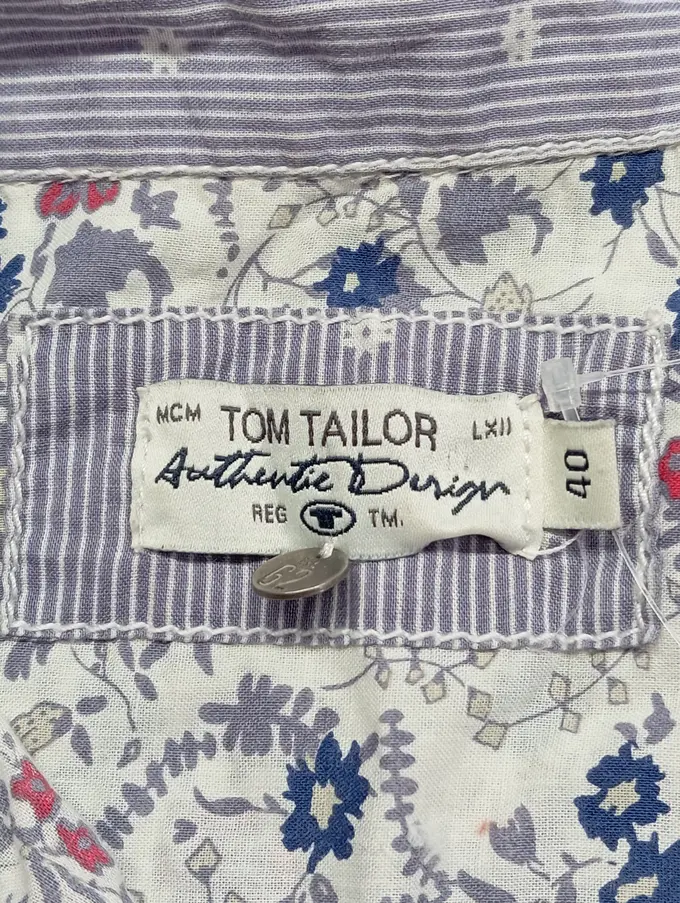 MCM TOM TAILOR LXII
Authentic Design
REG TM.
40